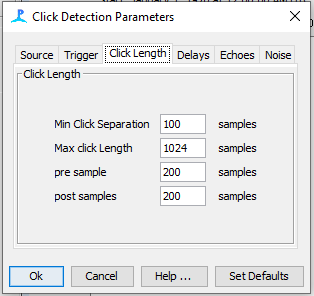 Click Detection Parameters
Source Trigger Click Length Delays Echoes Noise
Click Length
Min Click Separation 100 samples
Max click Length 1024 samples
pre sample 200 samples
post samples 200 samples
Ok Cancel Help ... Set Defaults